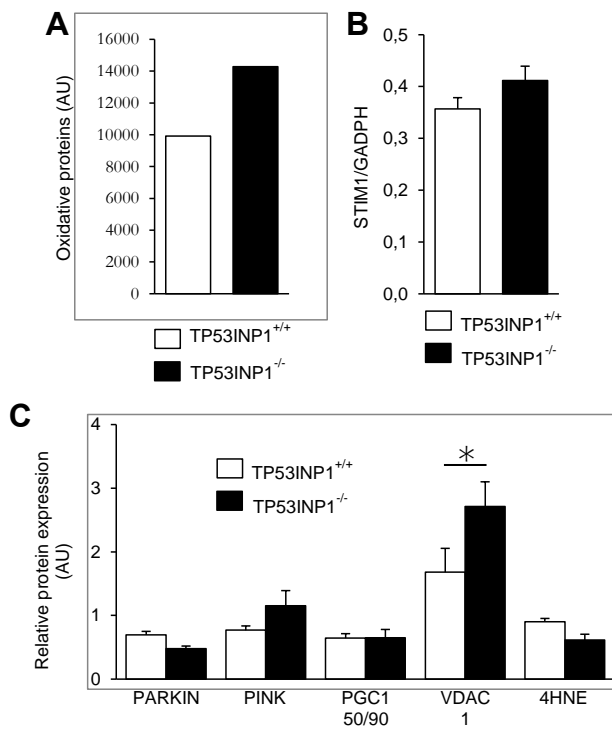 A
Oxidative proteins (AU)
16000
14000
12000
10000
8000
6000
4000
2000
0
TP53INP1+/+
TP53INP1-/-
B
STIM1/GADPH
0,5
0,4
0,3
0,2
0,1
0,0
TP53INP1+/+
TP53INP1-/-
C
Relative protein expression
(AU)
4
3
2
1
0
TP53INP1+/+
TP53INP1-/-
*
PARKIN
PINK
PGC1
50/90
VDAC
1
4HNE